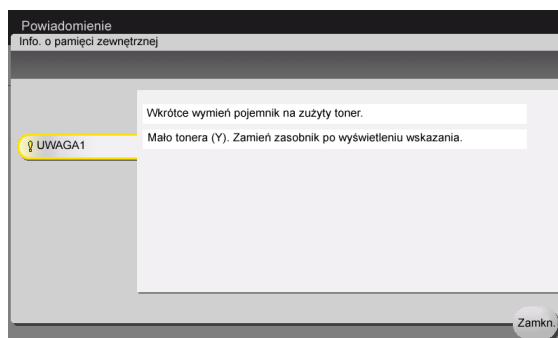 Powiadomienie
Info. o pamięci zewnętrznej
UWAGA1
Wkrótce wymień pojemnik na zużyty toner.
Mało tonera (Y). Zamień zasobnik po wyświetleniu wskazania.
Zamkn.